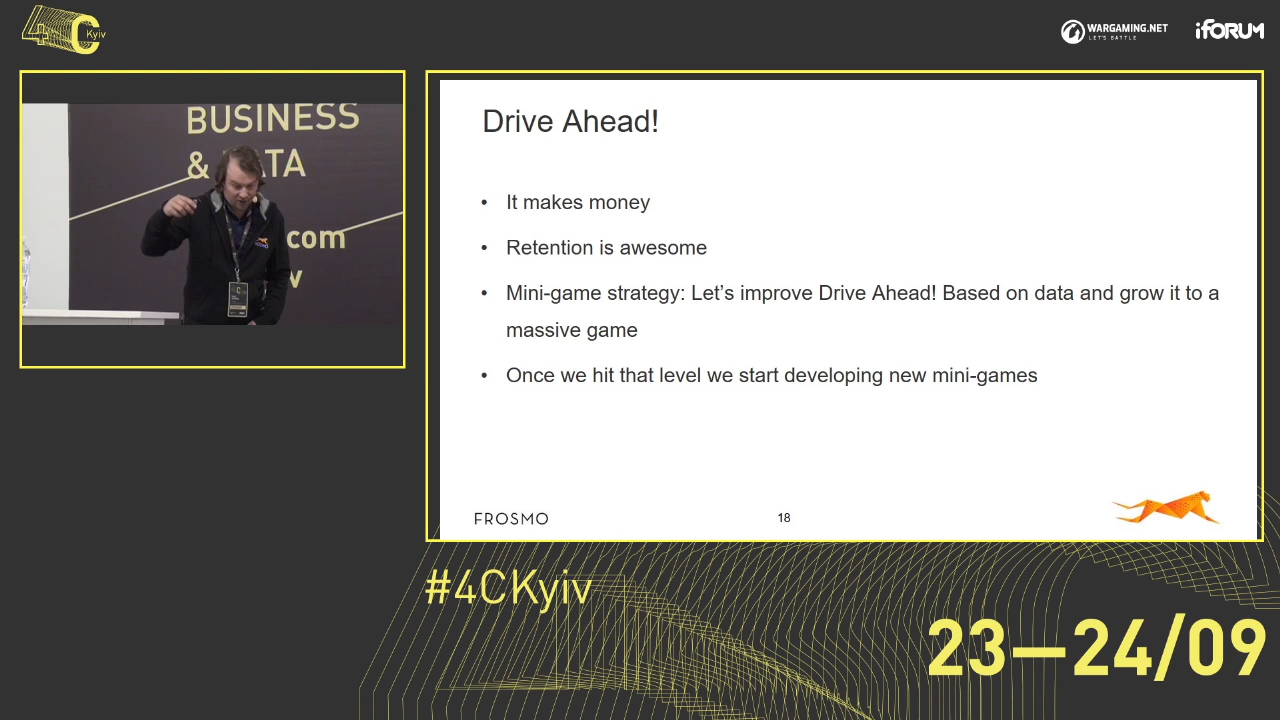 4C Kyiv
WARGAMING.NET
LET'S BATTLE
iFORUM
BUSINESS
& DATA
com
v
Drive Ahead!
• It makes money
• Retention is awesome
• Mini-game strategy: Let’s improve Drive Ahead! Based on data and grow it to a
massive game
• Once we hit that level we start developing new mini-games
FROSMO
18
#4CKyiv
23—24/09